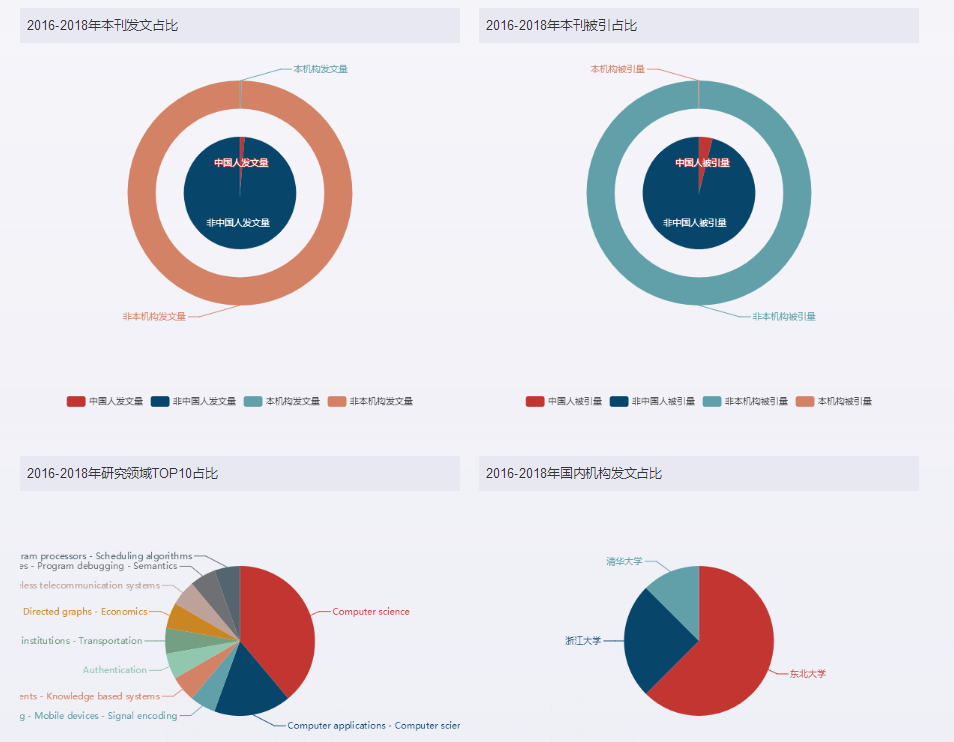 2016-2018年本刊发文占比
2016-2018年本刊被引占比
本机构发文量
中国人发文量
非中国人发文量
非本机构发文量
本机构被引量
中国人被引量
非中国人被引量
非本机构被引量
中国人发文量 非中国人发文量 本机构发文量 非本机构发文量
中国人被引量 非中国人被引量 非本机构被引量 本机构被引量
2016-2018年研究领域TOP10占比
2016-2018年国内机构发文占比
ram processors - Scheduling algorithms
es - Program debugging - Semantics
less telecommunication systems
Directed graphs - Economics
institutions - Transportation
Authentication
ents - Knowledge based systems
g - Mobile devices - Signal encoding
Computer science
Computer applications - Computer scier
清华大学
浙江大学
东北大学